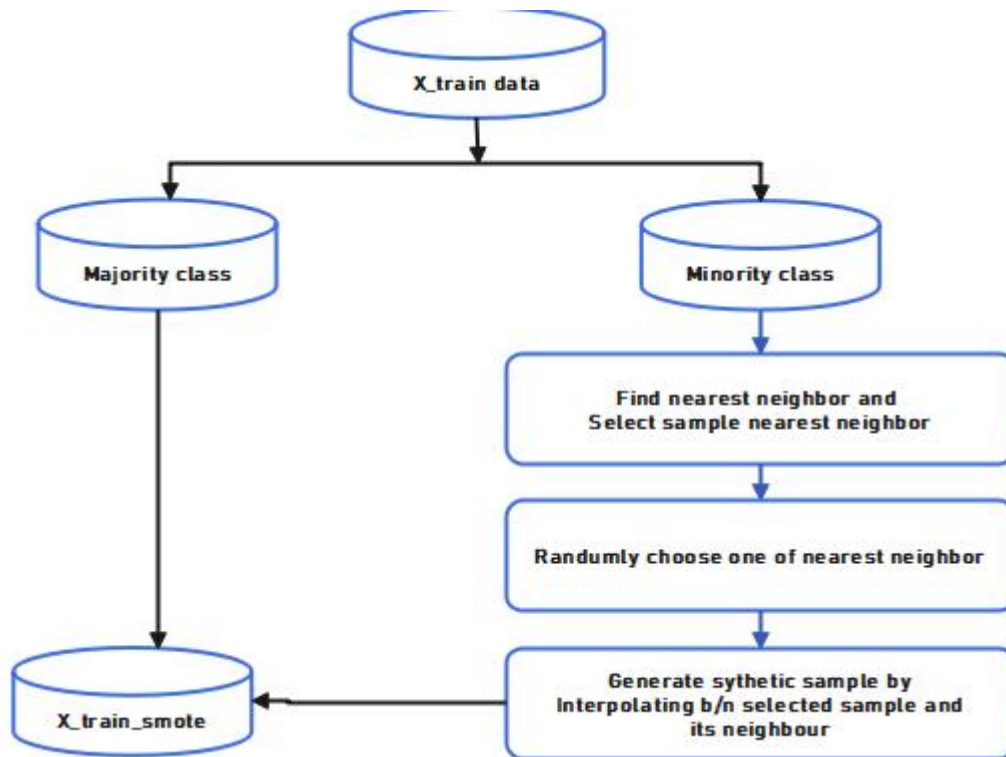 X_train data
Majority class
Minority class
Find nearest neighbor and
Select sample nearest neighbor
Randumly choose one of nearest neighbor
Generate sythetic sample by
Interpolating b/n selected sample and
its neighbour
X_train_smote